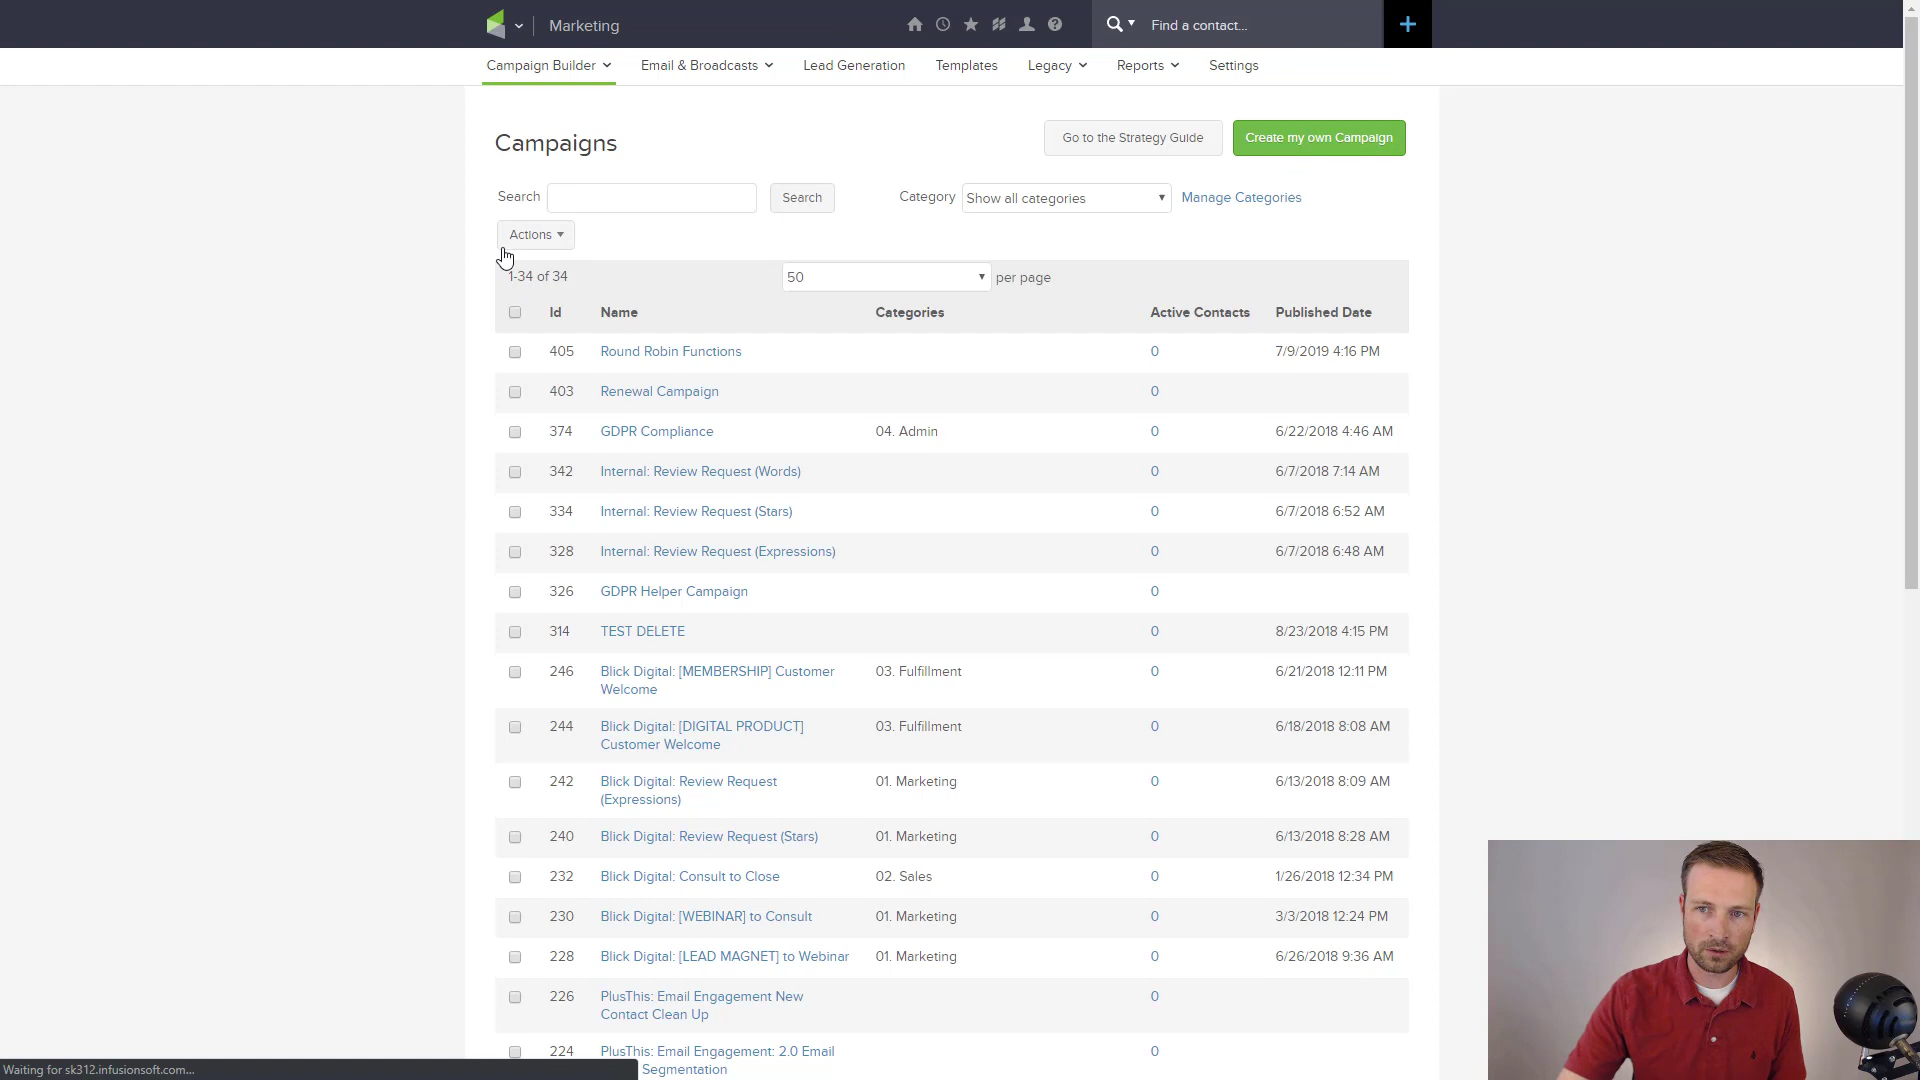 Marketing
Find a contact...
Campaign Builder
Email & Broadcasts
Lead Generation
Templates
Legacy
Reports
Settings
Campaigns
Go to the Strategy Guide
Create my own Campaign
Search
Search
Category
Show all categories
Manage Categories
Actions
1-34 of 34
50
per page
Id Name Categories Active Contacts Published Date
405 Round Robin Functions 0 7/9/2019 4:16 PM
403 Renewal Campaign 0
374 GDPR Compliance 04. Admin 0 6/22/2018 4:46 AM
342 Internal: Review Request (Words) 0 6/7/2018 7:14 AM
334 Internal: Review Request (Stars) 0 6/7/2018 6:52 AM
328 Internal: Review Request (Expressions) 0 6/7/2018 6:48 AM
326 GDPR Helper Campaign 0
314 TEST DELETE 0 8/23/2018 4:15 PM
246 Blick Digital: [MEMBERSHIP] Customer 03. Fulfillment 0 6/21/2018 12:11 PM
Welcome
244 Blick Digital: [DIGITAL PRODUCT] 03. Fulfillment 0 6/18/2018 8:08 AM
Customer Welcome
242 Blick Digital: Review Request 01. Marketing 0 6/13/2018 8:09 AM
(Expressions)
240 Blick Digital: Review Request (Stars) 01. Marketing 0 6/13/2018 8:28 AM
232 Blick Digital: Consult to Close 02. Sales 0 1/26/2018 12:34 PM
230 Blick Digital: [WEBINAR] to Consult 01. Marketing 0 3/3/2018 12:24 PM
228 Blick Digital: [LEAD MAGNET] to Webinar 01. Marketing 0 6/26/2018 9:36 AM
226 PlusThis: Email Engagement New 0
Contact Clean Up
224 PlusThis: Email Engagement: 2.0 Email 0
Segmentation
Waiting for sk312.infusionsoft.com...